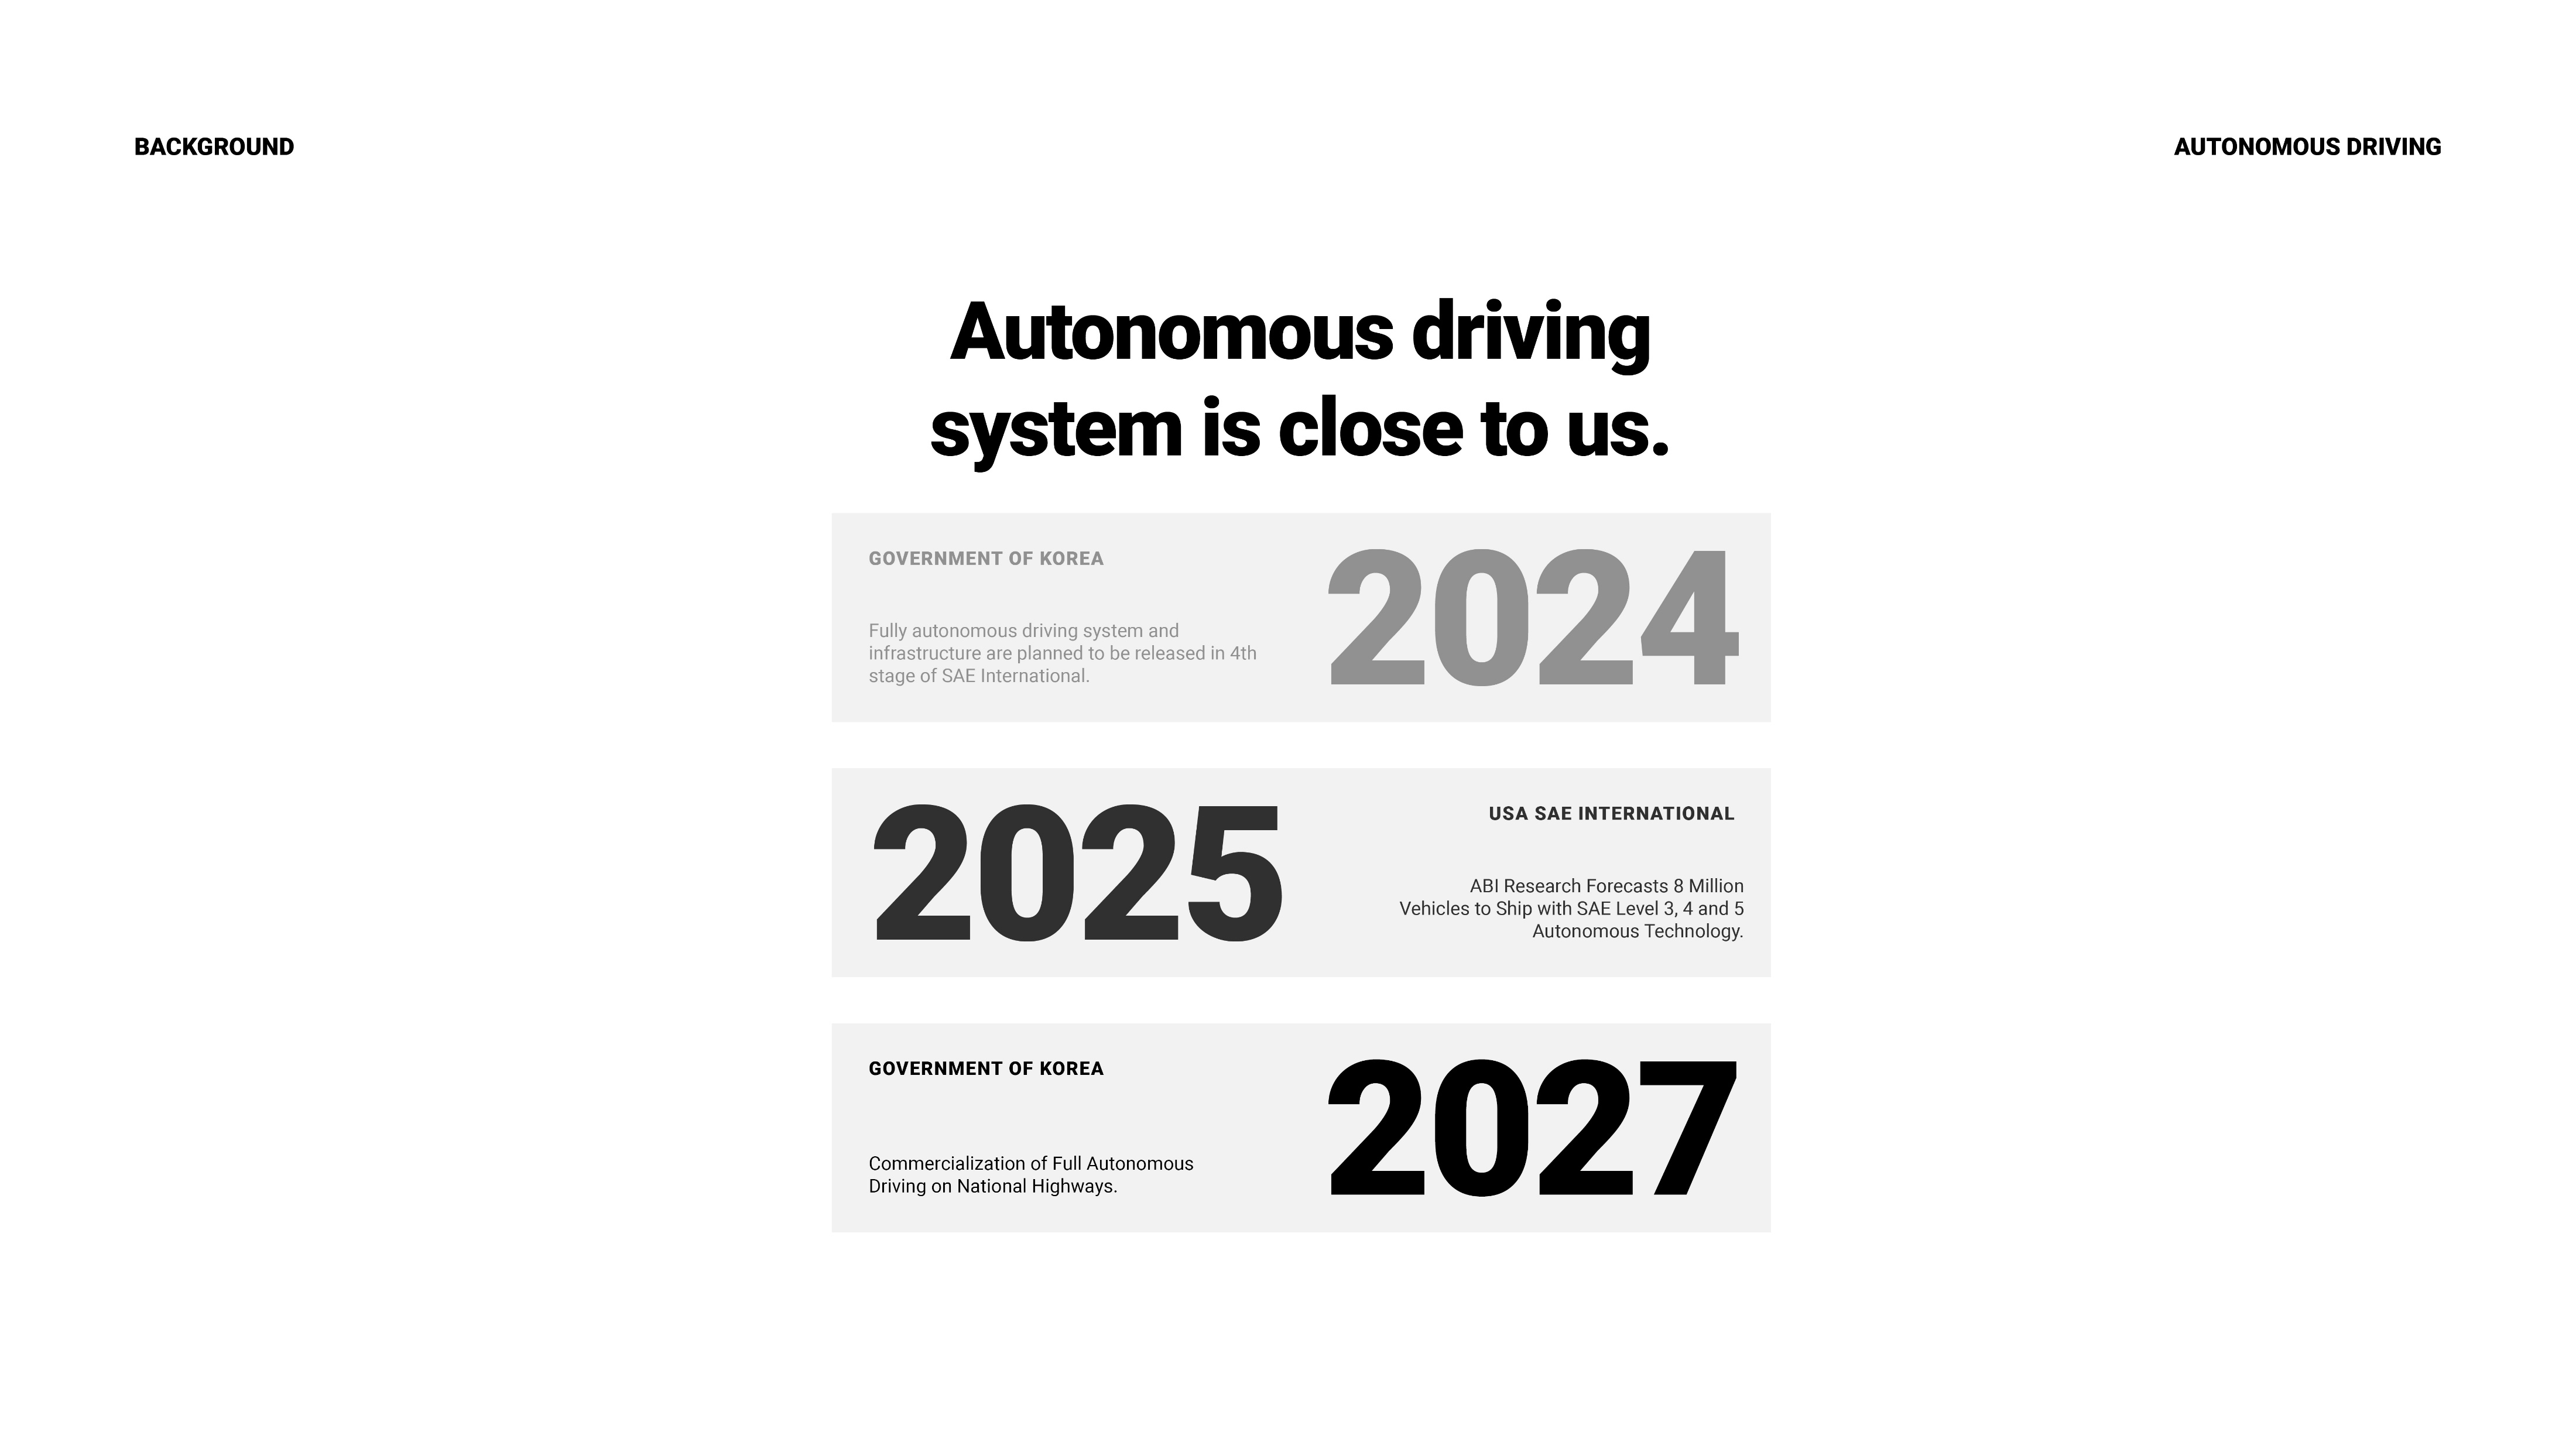 BACKGROUND
AUTONOMOUS DRIVING
Autonomous driving
system is close to us.
GOVERNMENT OF KOREA
Fully autonomous driving system and
infrastructure are planned to be released in 4th
stage of SAE International.
2024
2025
USA SAE INTERNATIONAL
ABI Research Forecasts 8 Million
Vehicles to Ship with SAE Level 3, 4 and 5
Autonomous Technology.
GOVERNMENT OF KOREA
Commercialization of Full Autonomous
Driving on National Highways.
2027